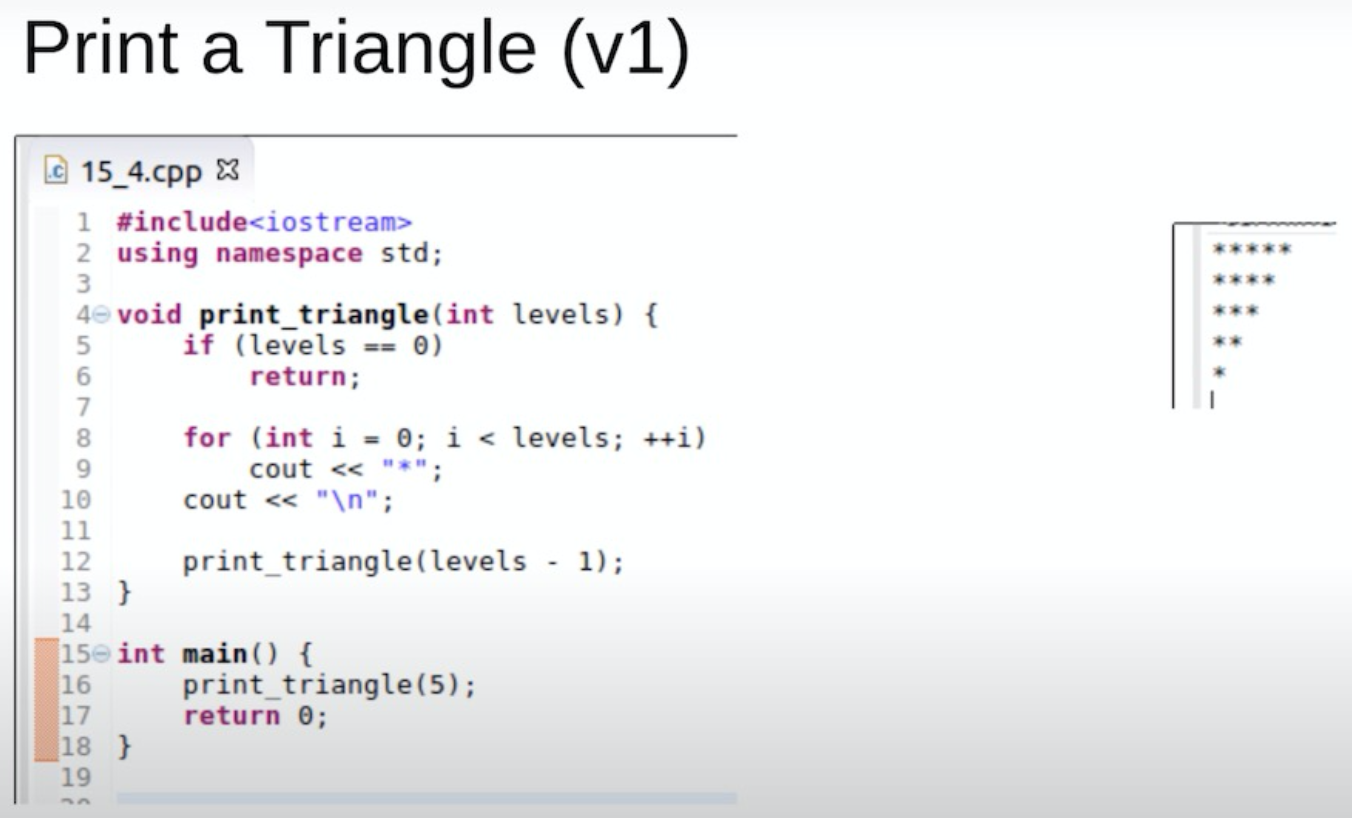 Print a Triangle (v1)
15_4.cpp
1 #include<iostream>
2 using namespace std;
3
4 void print_triangle(int levels) {
5     if (levels == 0)
6         return;
7
8     for (int i = 0; i < levels; ++i)
9         cout << "*";
10     cout << "\n";
11
12     print_triangle(levels - 1);
13 }
14
15 int main() {
16     print_triangle(5);
17     return 0;
18 }
19
*****
****
***
**
*